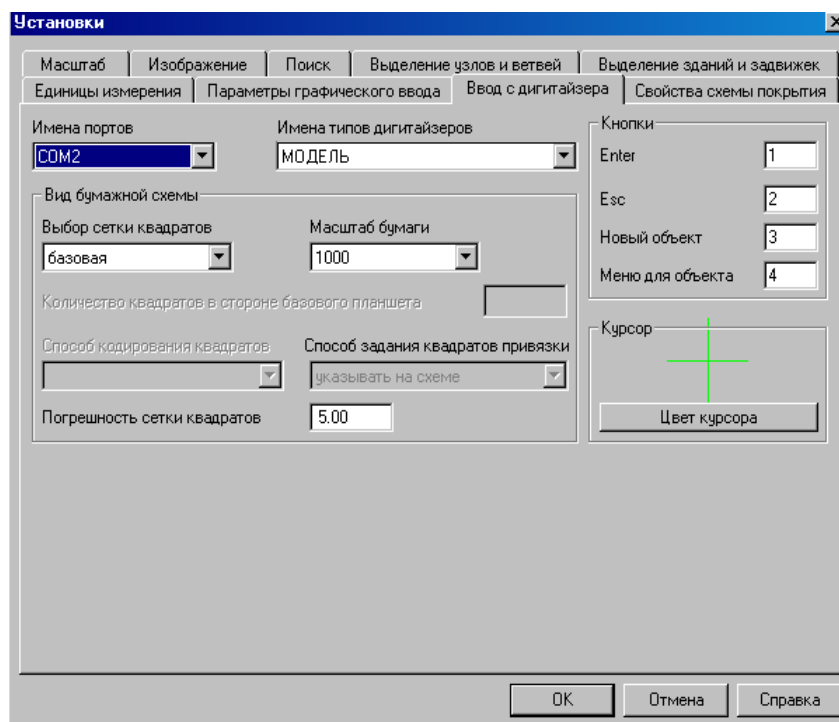 Установки
Масштаб Изображение Поиск Выделение узлов и ветвей Выделение зданий и задвижек
Единицы измерения Параметры графического ввода Ввод с дигитайзера Свойства схемы покрытия
Имена портов Имена типов дигитайзеров
COM2 МОДЕЛЬ
Вид бумажной схемы
Выбор сетки квадратов Масштаб бумаги
базовая 1000
Количество квадратов в стороне базового планшета
Способ кодирования квадратов Способ задания квадратов привязки
указывать на схеме
Погрешность сетки квадратов 5.00
Кнопки
Enter 1
Esc 2
Новый объект 3
Меню для объекта 4
Курсор
Цвет курсора
OK Отмена Справка